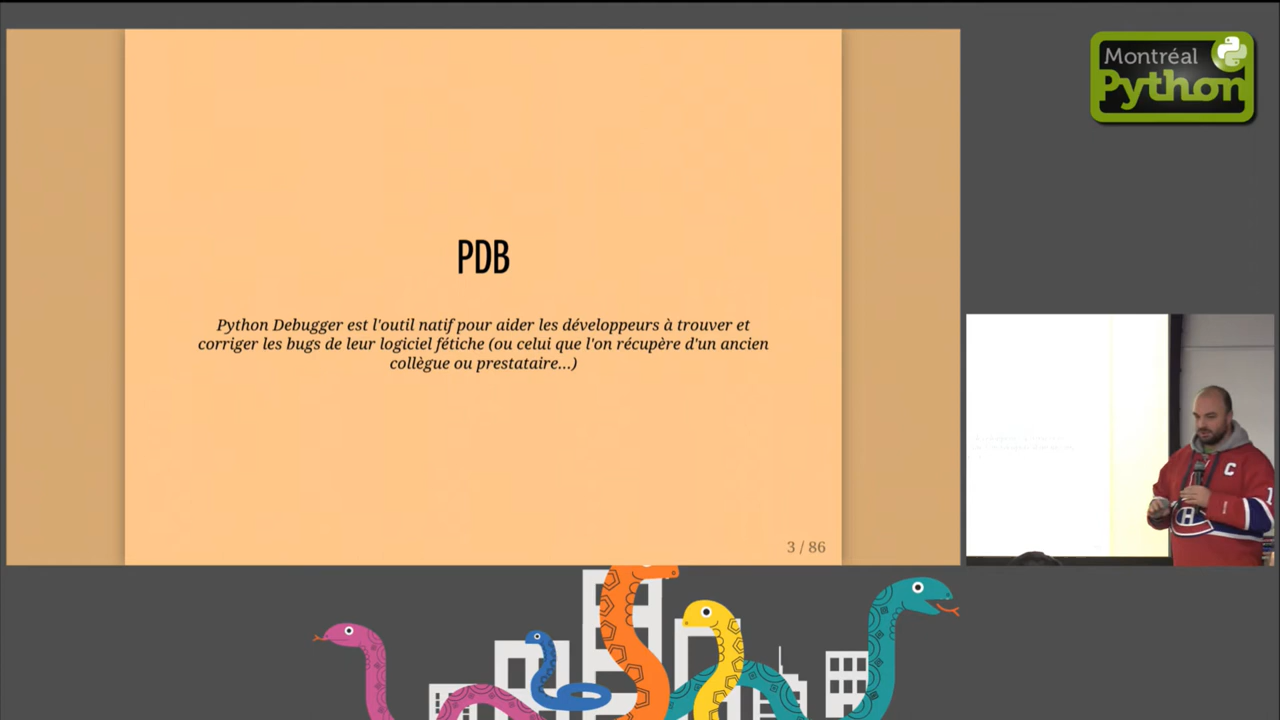 PDB
Python Debugger est l'outil natif pour aider les développeurs à trouver et
corriger les bugs de leur logiciel fétiche (ou celui que l'on récupère d'un ancien
collègue ou prestataire...)
3 / 86
Montréal
Python
C
H
1